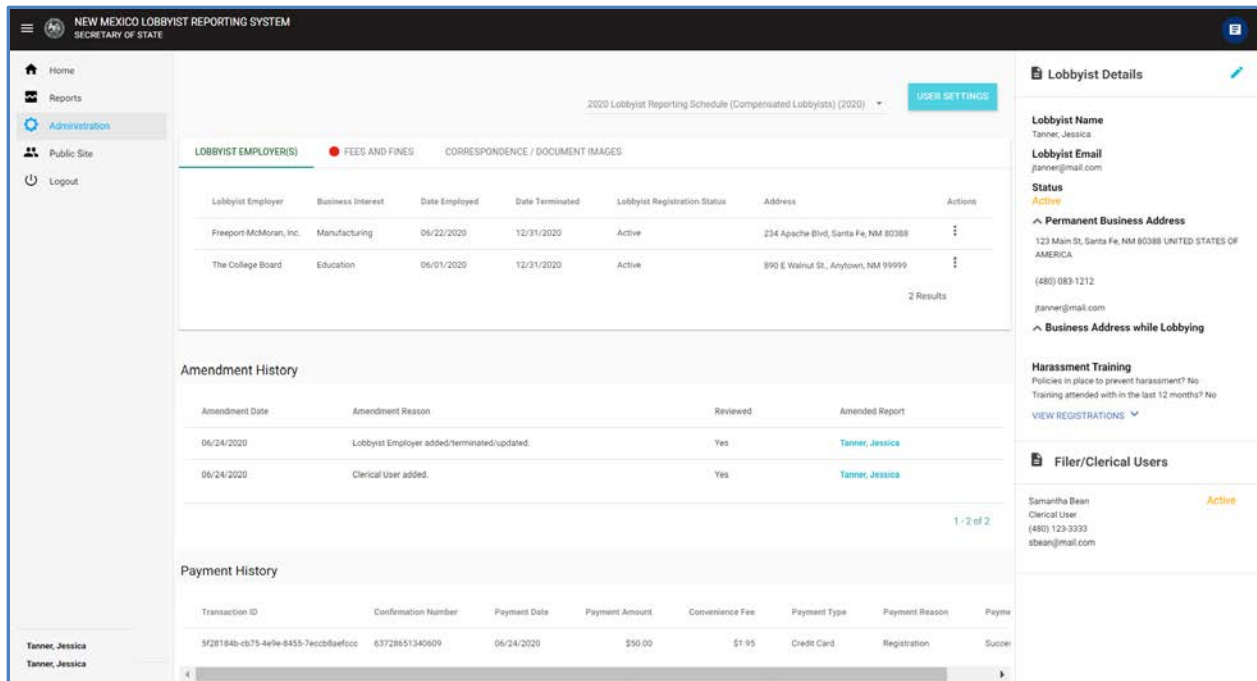 NEW MEXICO LOBBYIST REPORTING SYSTEM
SECRETARY OF STATE
Home
Reports
Administration
Public Site
Logout
2020 Lobbyist Reporting Schedule (Compensated Lobbyists) (2020)
USER SETTINGS
LOBBYIST EMPLOYER(S) FEES AND FINES CORRESPONDENCE / DOCUMENT IMAGES
Lobbyist Employer Business Interest Date Employed Date Terminated Lobbyist Registration Status Address Actions
Freeport-McMoran, Inc. Manufacturing 06/22/2020 12/31/2020 Active 234 Apache Blvd, Santa Fe, NM 80388
The College Board Education 06/01/2020 12/31/2020 Active 890 E Walnut St., Anytown, NM 99999
2 Results
Amendment History
Amendment Date Amendment Reason Reviewed Amended Report
06/24/2020 Lobbyist Employer added/terminated/updated. Yes Tanner, Jessica
06/24/2020 Clerical User added. Yes Tanner, Jessica
1 - 2 of 2
Payment History
Transaction ID Confirmation Number Payment Date Payment Amount Convenience Fee Payment Type Payment Reason Payme
5f28184b-cb75-4e9e-8455-7eccb8aefccc 63728651340609 06/24/2020 $50.00 $1.95 Credit Card Registration Succe
Tanner, Jessica
Tanner, Jessica
Lobbyist Details
Lobbyist Name
Tanner, Jessica
Lobbyist Email
jtanner@mail.com
Status
Active
Permanent Business Address
123 Main St, Santa Fe, NM 80388 UNITED STATES OF
AMERICA
(480) 083-1212
jtanner@mail.com
Business Address while Lobbying
Harassment Training
Policies in place to prevent harassment? No
Training attended with in the last 12 months? No
VIEW REGISTRATIONS
Filer/Clerical Users
Samantha Bean Active
Clerical User
(480) 123-3333
sbean@mail.com